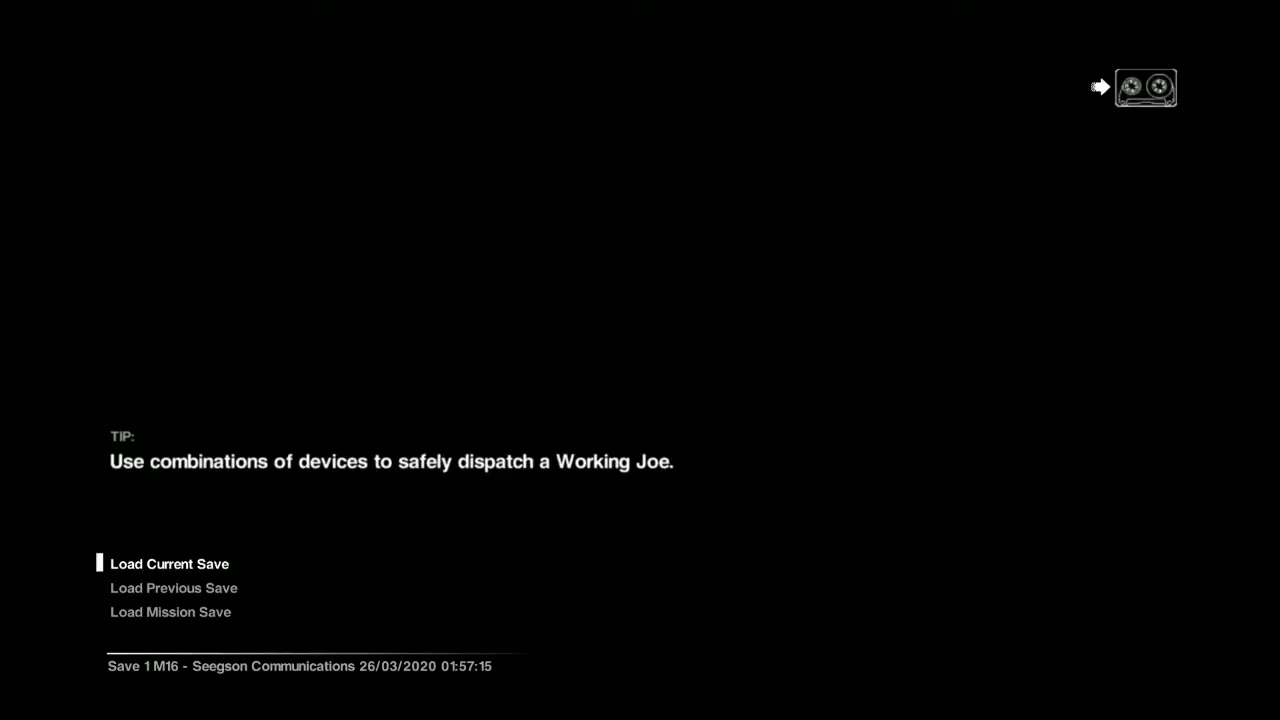 TIP:
Use combinations of devices to safely dispatch a Working Joe.
Load Current Save
Load Previous Save
Load Mission Save
Save 1 M16 - Seegson Communications 26/03/2020 01:57:15